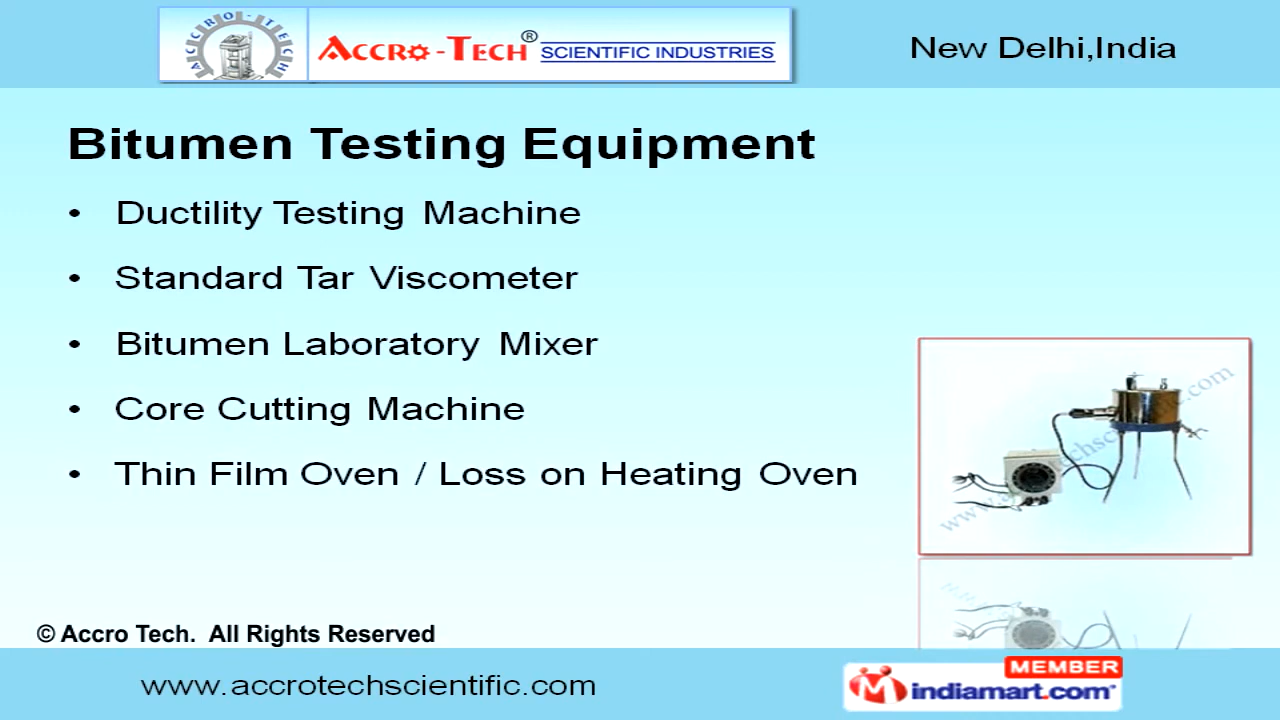 ACCRO-TECH
ACCRO-TECH® SCIENTIFIC INDUSTRIES
New Delhi,India
Bitumen Testing Equipment
• Ductility Testing Machine
• Standard Tar Viscometer
• Bitumen Laboratory Mixer
• Core Cutting Machine
• Thin Film Oven / Loss on Heating Oven
© Accro Tech. All Rights Reserved
www.accrotechscientific.com
MEMBER
indiamart.com